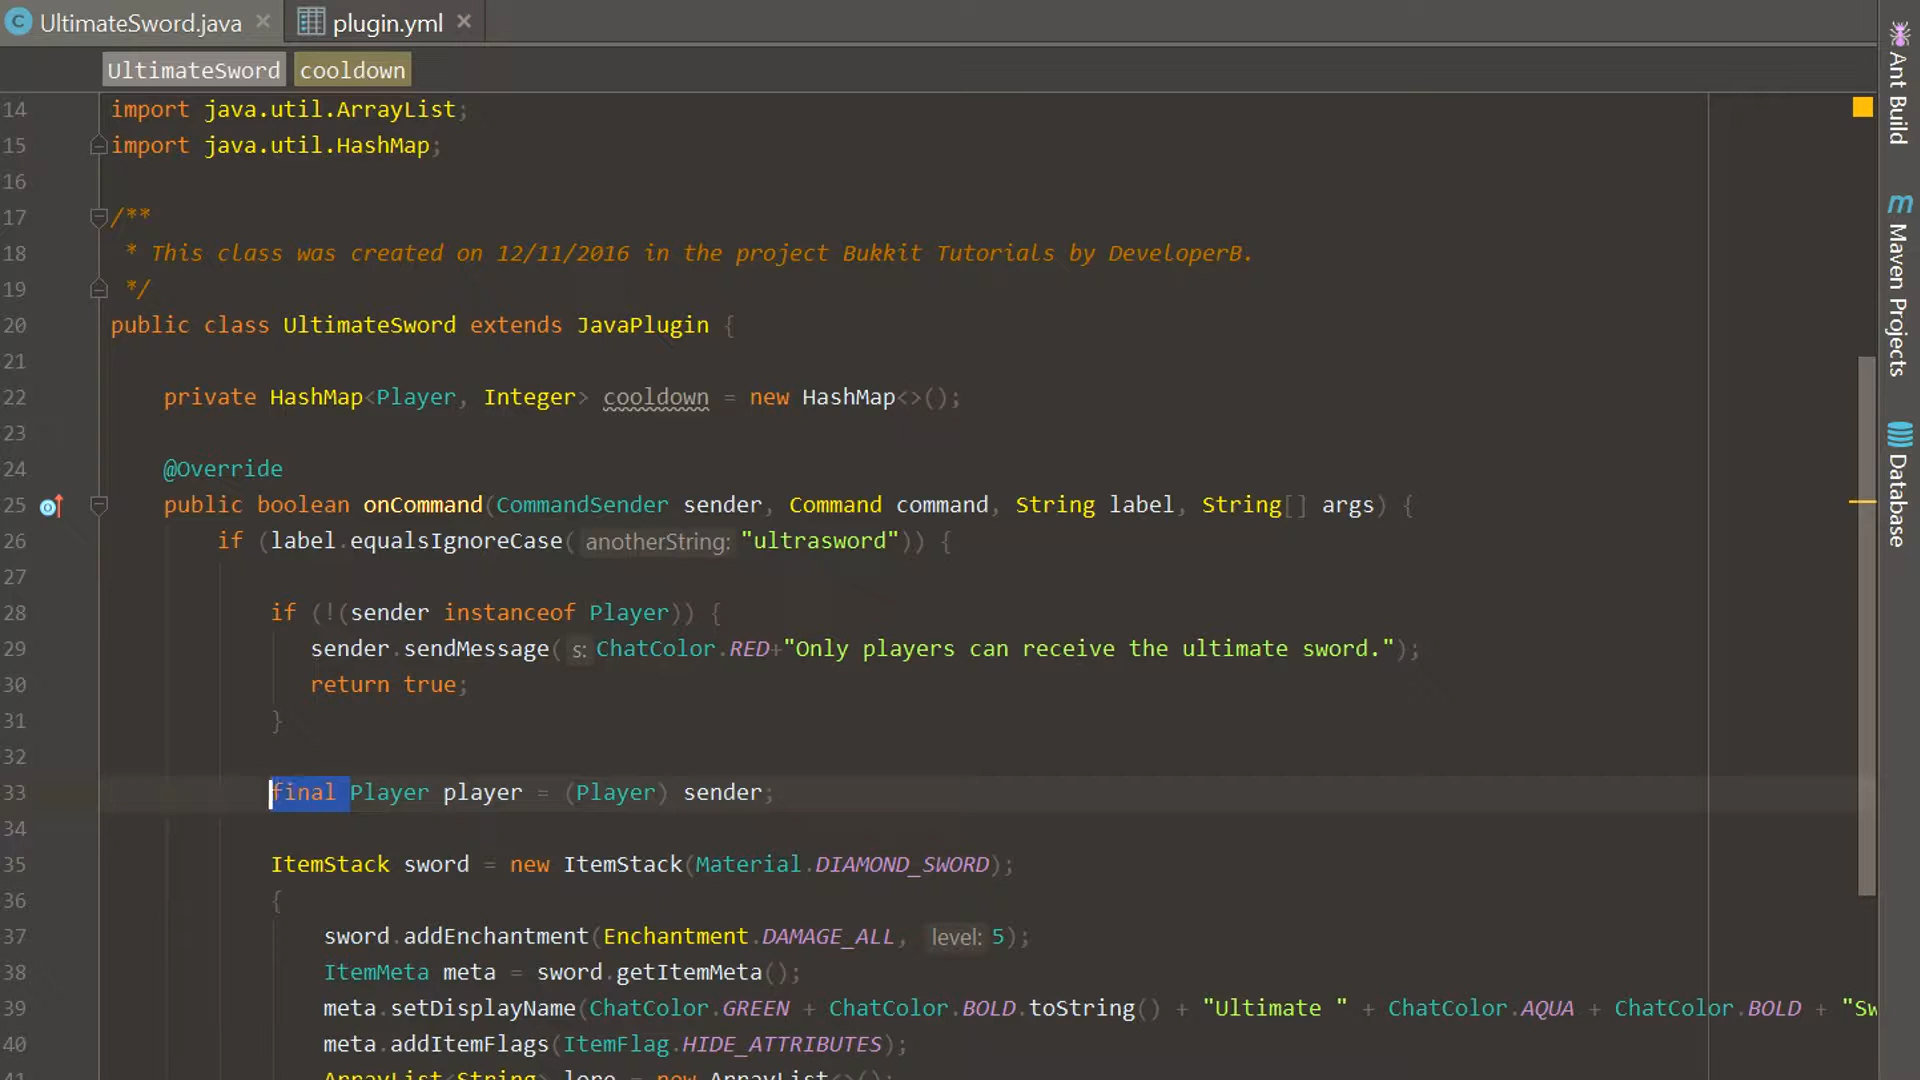 UltimateSword.java
plugin.yml
UltimateSword cooldown
14 import java.util.ArrayList;
15 import java.util.HashMap;
16
17 /**
18 * This class was created on 12/11/2016 in the project Bukkit Tutorials by DeveloperB.
19 */
20 public class UltimateSword extends JavaPlugin {
21
22 private HashMap<Player, Integer> cooldown = new HashMap<>();
23
24 @Override
25 public boolean onCommand(CommandSender sender, Command command, String label, String[] args) {
26 if (label.equalsIgnoreCase( anotherString: "ultrasword")) {
27
28 if (!(sender instanceof Player)) {
29 sender.sendMessage( s: ChatColor.RED+"Only players can receive the ultimate sword.");
30 return true;
31 }
32
33 final Player player = (Player) sender;
34
35 ItemStack sword = new ItemStack(Material.DIAMOND_SWORD);
36 {
37 sword.addEnchantment(Enchantment.DAMAGE_ALL, level: 5);
38 ItemMeta meta = sword.getItemMeta();
39 meta.setDisplayName(ChatColor.GREEN + ChatColor.BOLD.toString() + "Ultimate " + ChatColor.AQUA + ChatColor.BOLD + "Sw
40 meta.addItemFlags(ItemFlag.HIDE_ATTRIBUTES);
41 ArrayList<String> lore = new ArrayList<>();
Ant Build
Maven Projects
Database